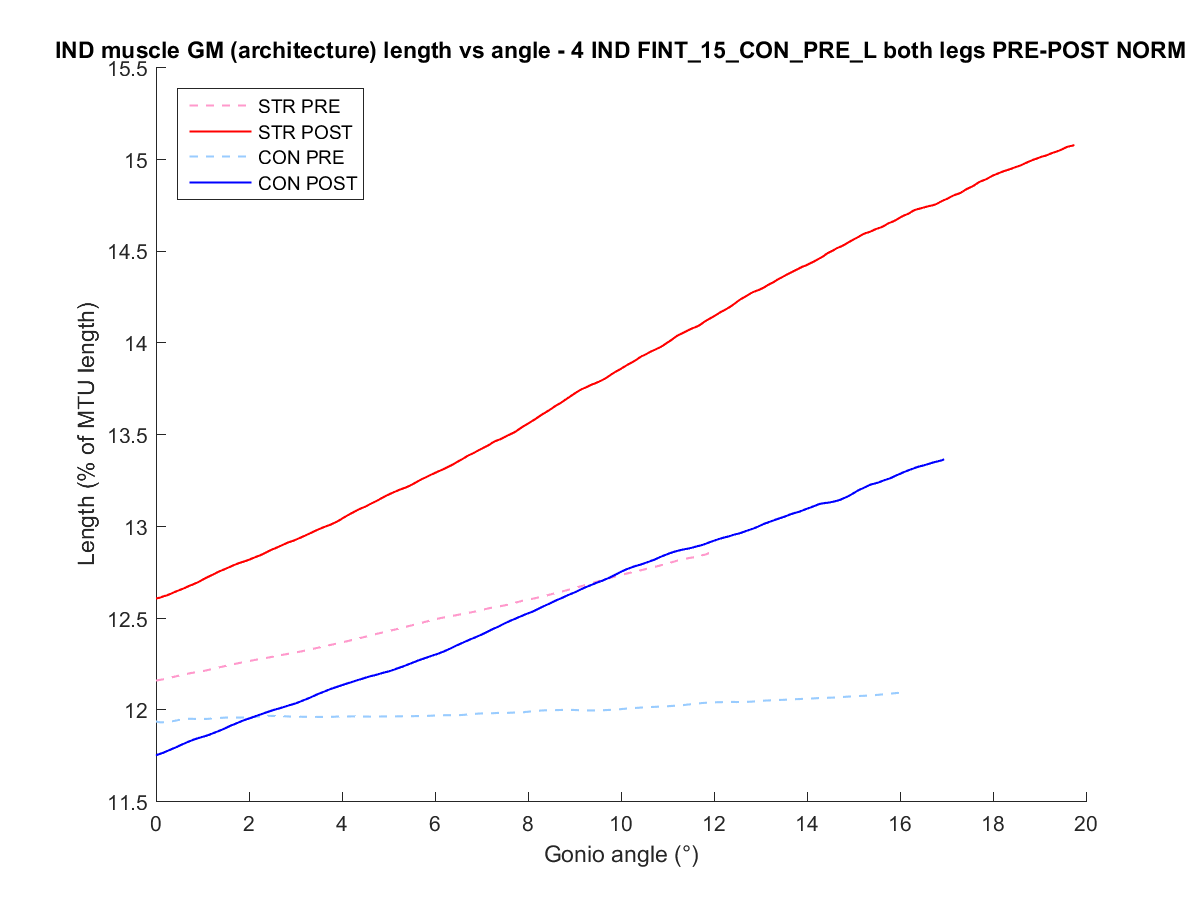 IND muscle GM (architecture) length vs angle - 4 IND FINT_15_CON_PRE_L both legs PRE-POST NORM
15.5
STR PRE
STR POST
CON PRE
CON POST
15
14.5
14
13.5
13
12.5
12
11.5
Length (% of MTU length)
0 2 4 6 8 10 12 14 16 18 20
Gonio angle (°)